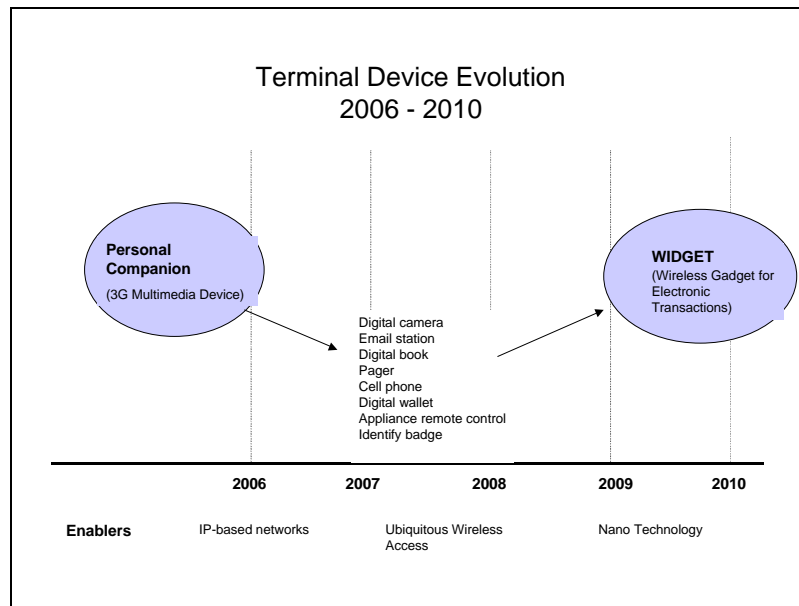 Terminal Device Evolution
2006 - 2010
Personal
Companion
(3G Multimedia Device)
WIDGET
(Wireless Gadget for
Electronic
Transactions)
Digital camera
Email station
Digital book
Pager
Cell phone
Digital wallet
Appliance remote control
Identify badge
2006 2007 2008 2009 2010
Enablers IP-based networks Ubiquitous Wireless Nano Technology
Access